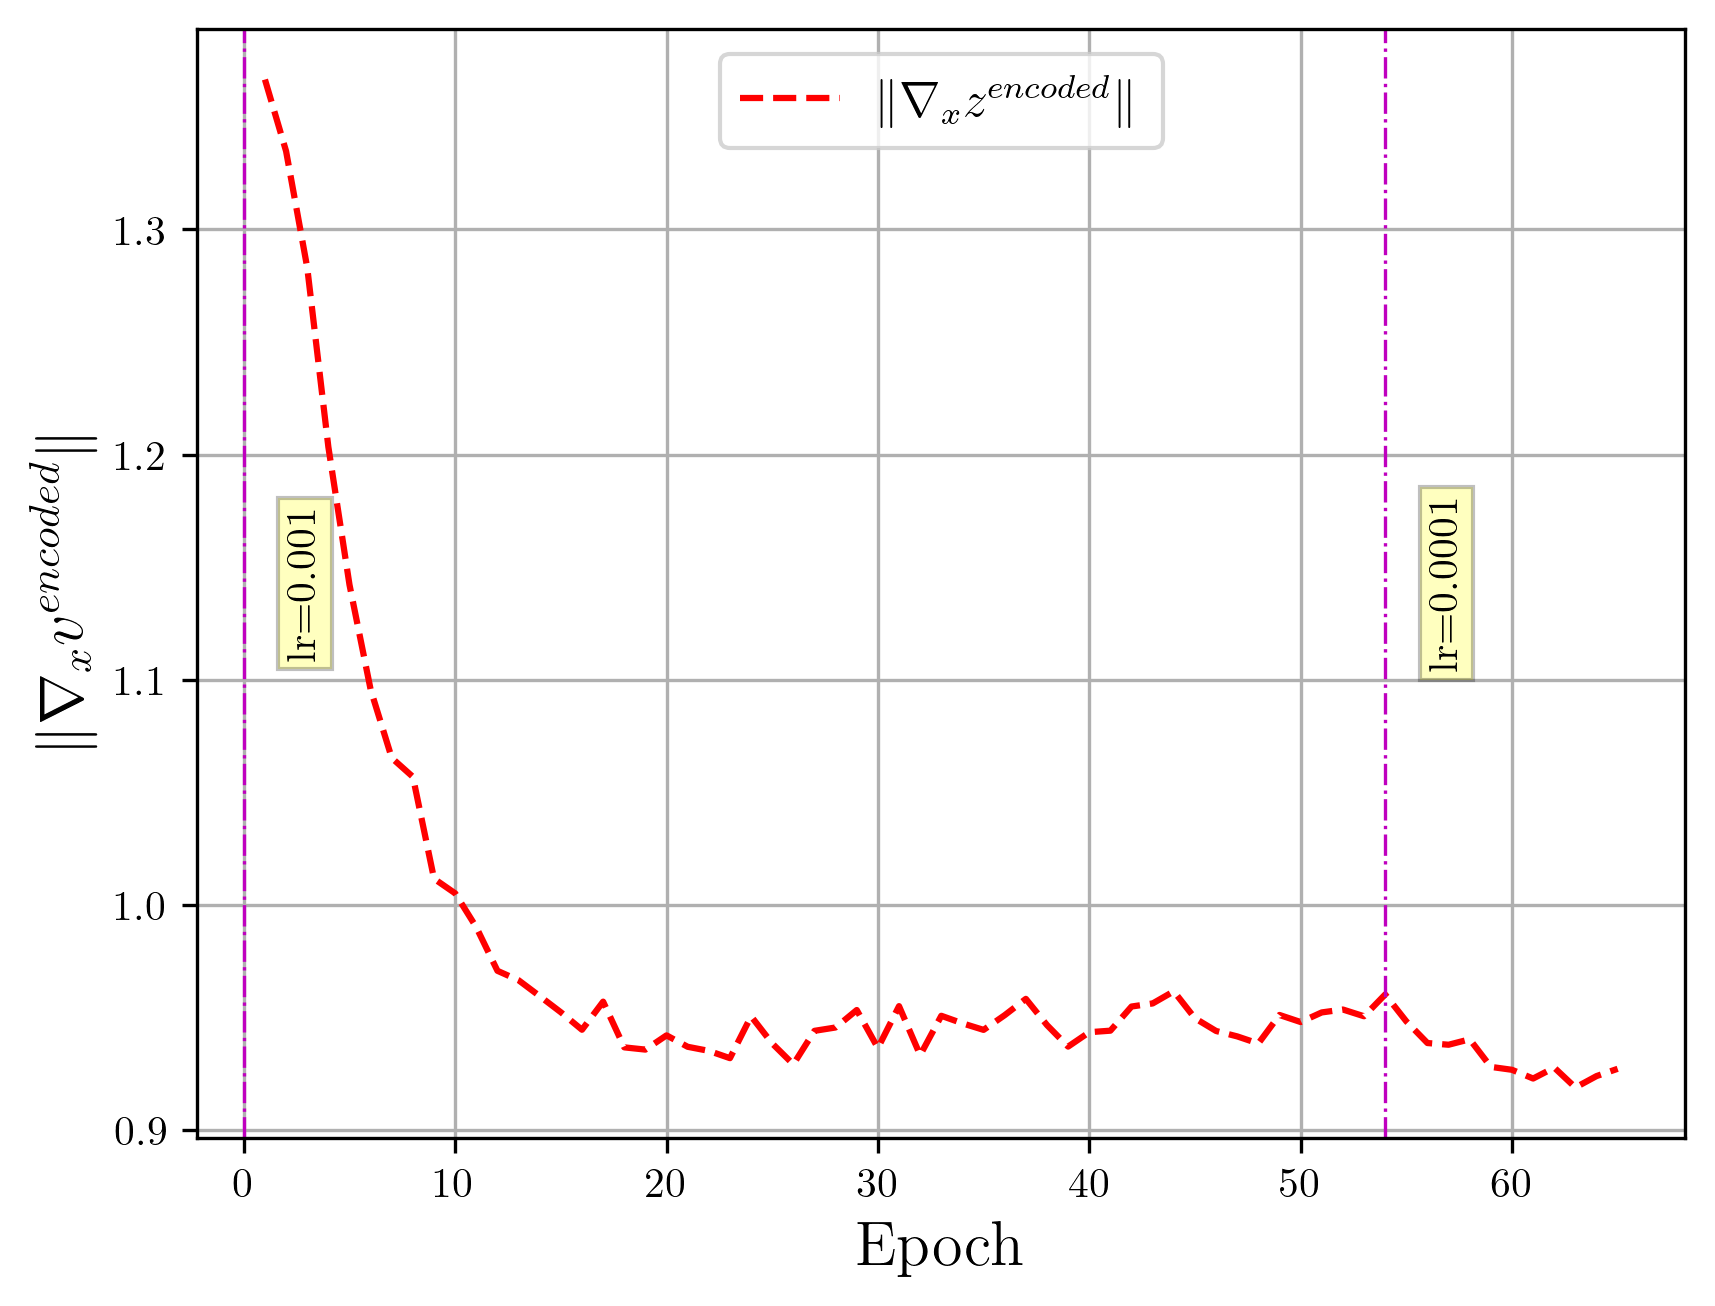 ‖∇ₓz^{encoded}‖
‖∇ₓv^{encoded}‖
1.3
1.2
1.1
1.0
0.9
lr=0.001
lr=0.0001
0 10 20 30 40 50 60
Epoch